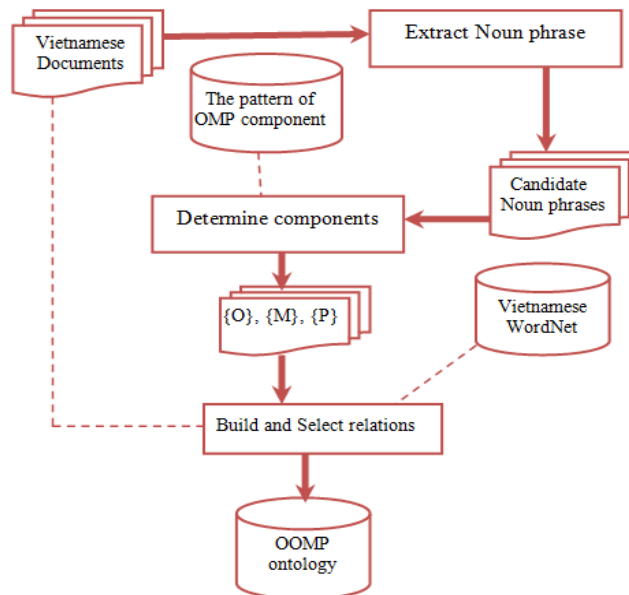 Vietnamese
Documents
Extract Noun phrase
The pattern of
OMP component
Candidate
Noun phrases
Determine components
{O}, {M}, {P}
Vietnamese
WordNet
Build and Select relations
OOMP
ontology